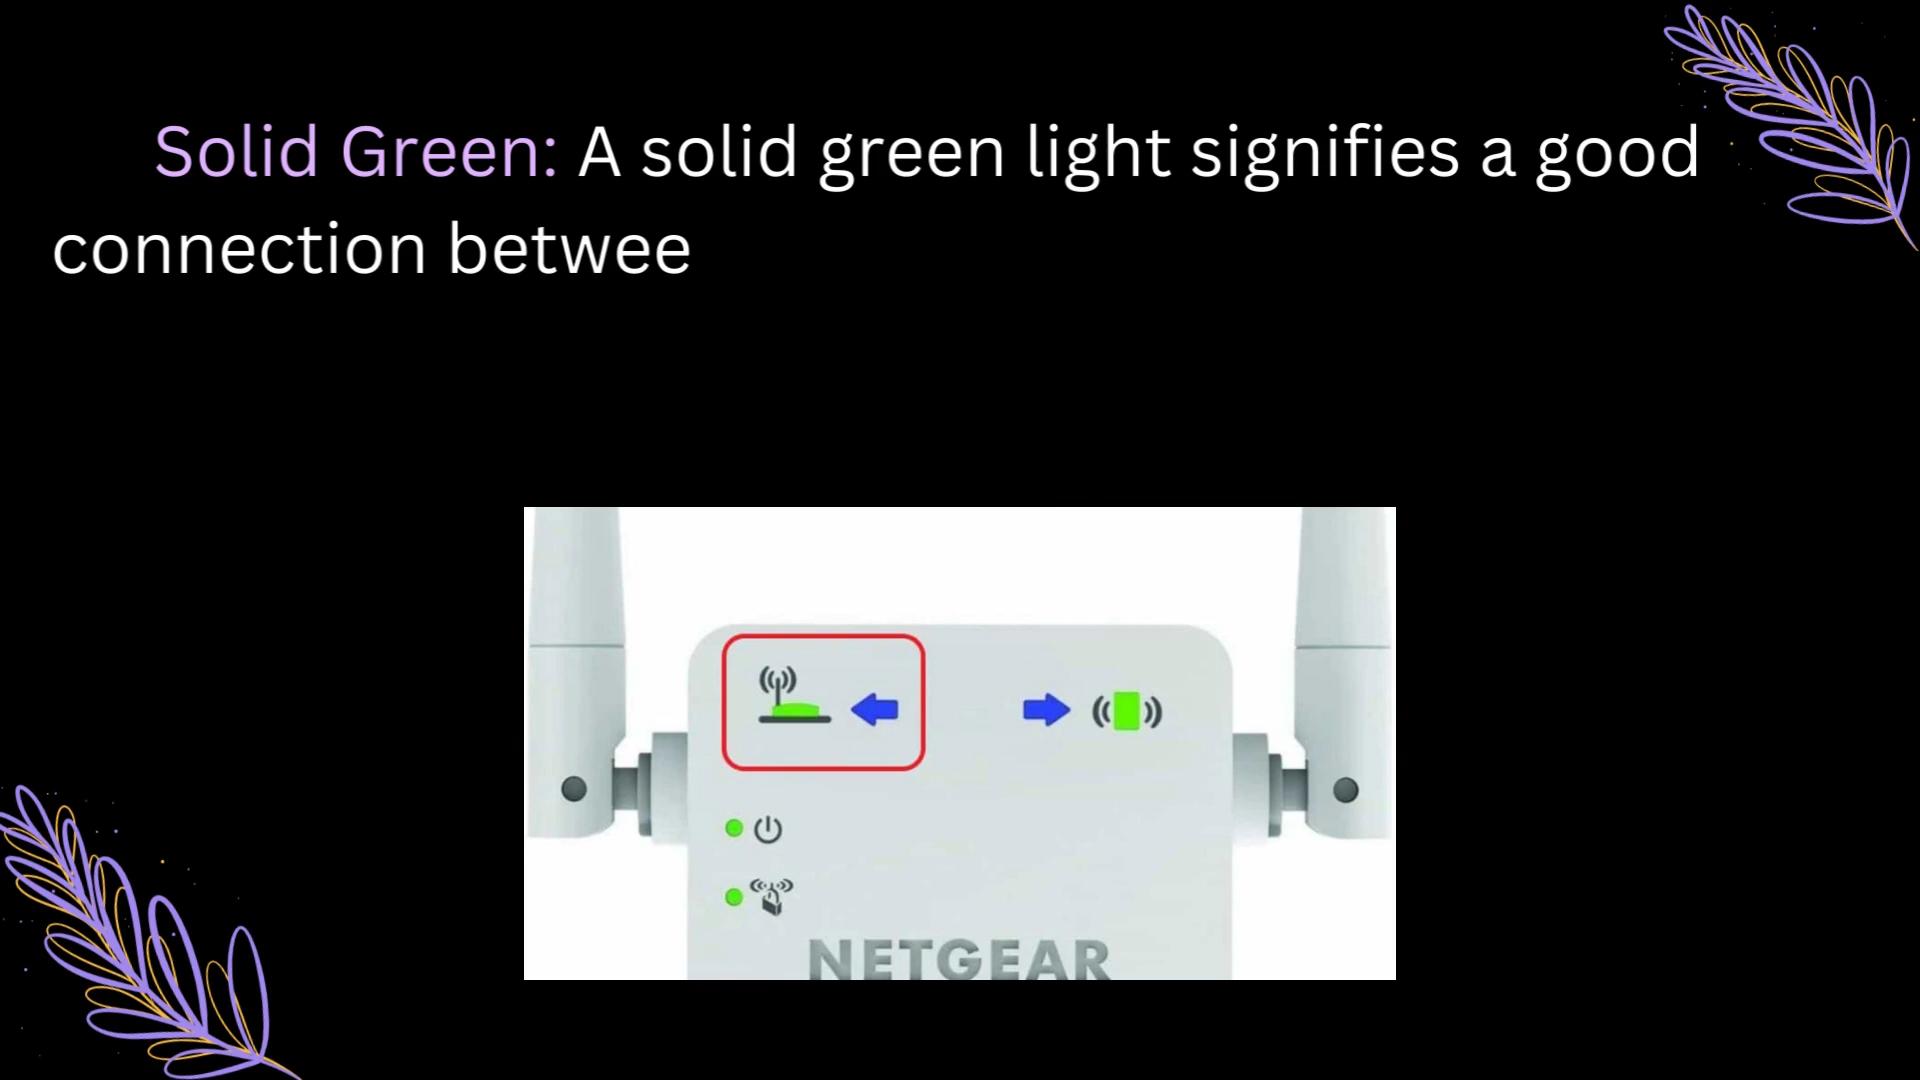 Solid Green: A solid green light signifies a good
connection betwee
NETGEAR